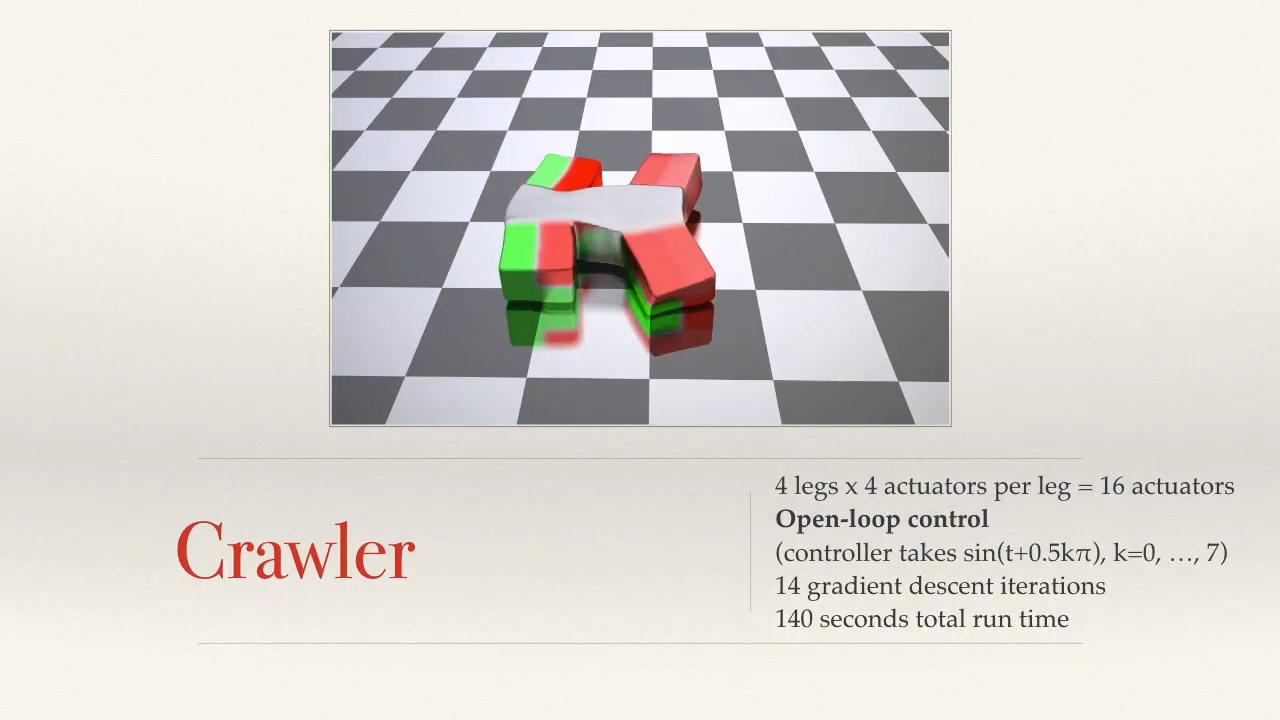 Crawler
4 legs x 4 actuators per leg = 16 actuators
Open-loop control
(controller takes sin(t+0.5kπ), k=0, …, 7)
14 gradient descent iterations
140 seconds total run time